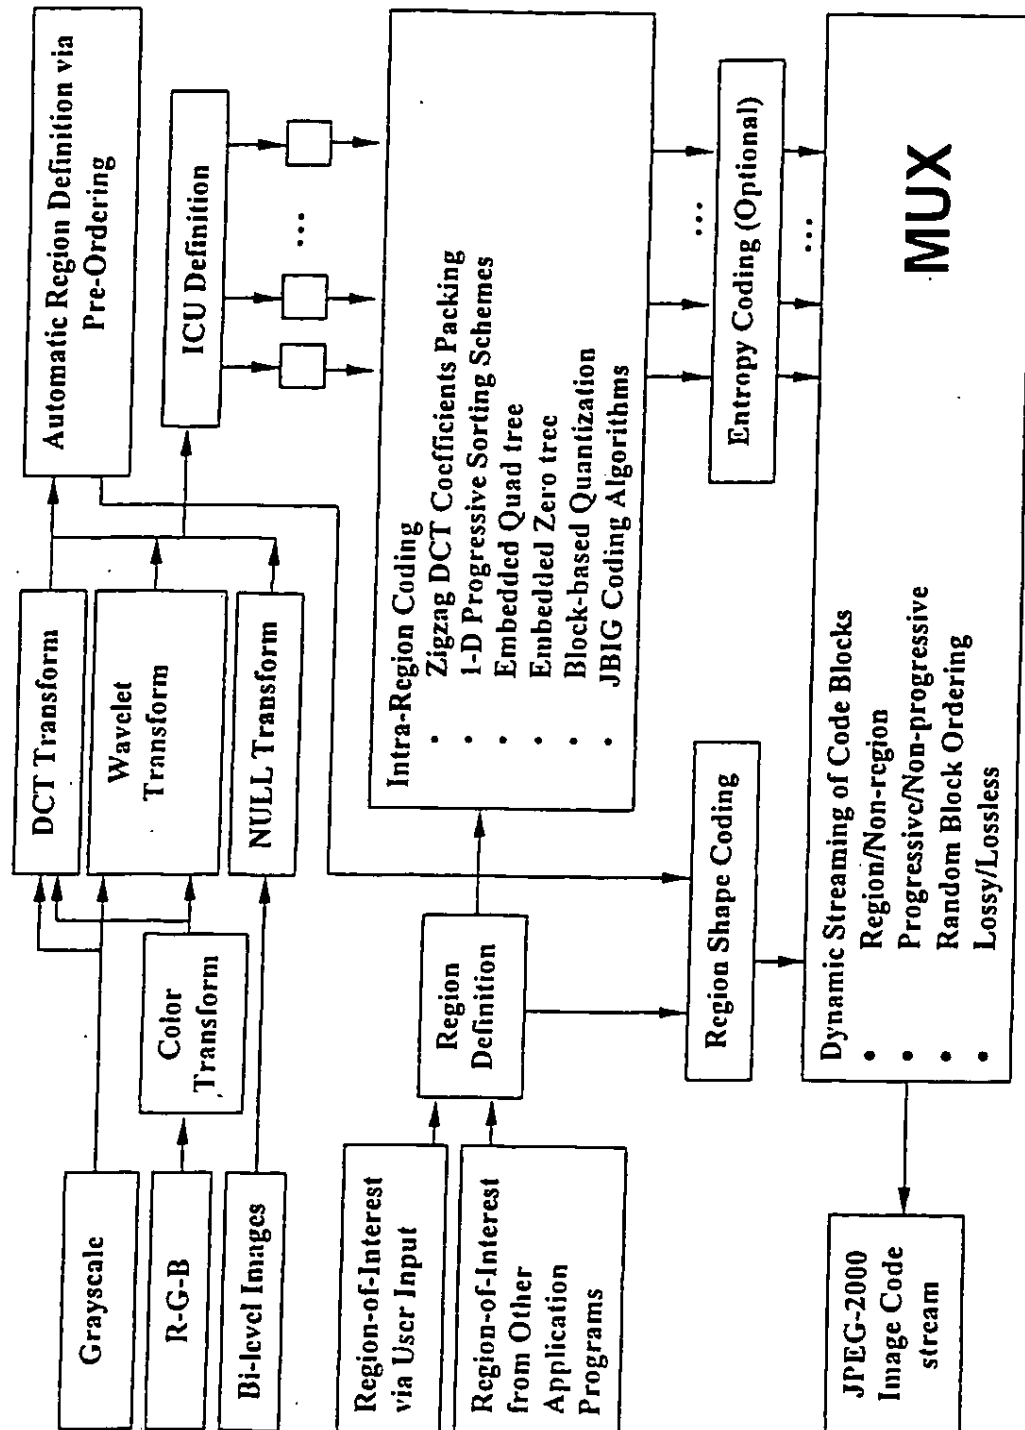 Grayscale
R-G-B
Bi-level Images
Color
Transform
DCT Transform
Wavelet
Transform
NULL Transform
Automatic Region Definition via
Pre-Ordering
ICU Definition
...
Region-of-Interest
via User Input
Region-of-Interest
from Other
Application
Programs
Region
Definition
Intra-Region Coding
• Zigzag DCT Coefficients Packing
• 1-D Progressive Sorting Schemes
• Embedded Quad tree
• Embedded Zero tree
• Block-based Quantization
• JBIG Coding Algorithms
...
Region Shape Coding
Entropy Coding (Optional)
...
Dynamic Streaming of Code Blocks
• Region/Non-region
• Progressive/Non-progressive
• Random Block Ordering
• Lossy/Lossless
MUX
JPEG-2000
Image Code
stream